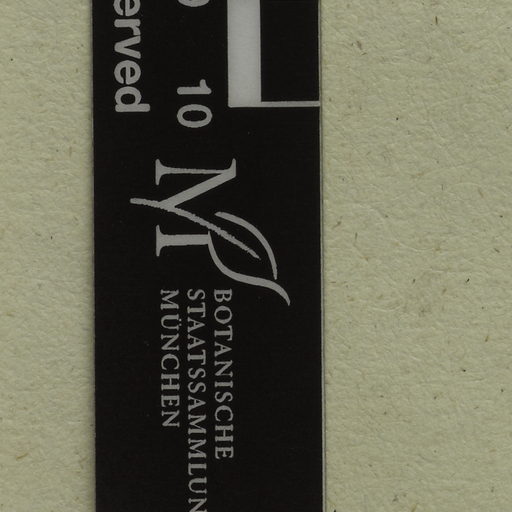 erved
10
BOTANISCHE
STAATSSAMMLUN
MÜNCHEN